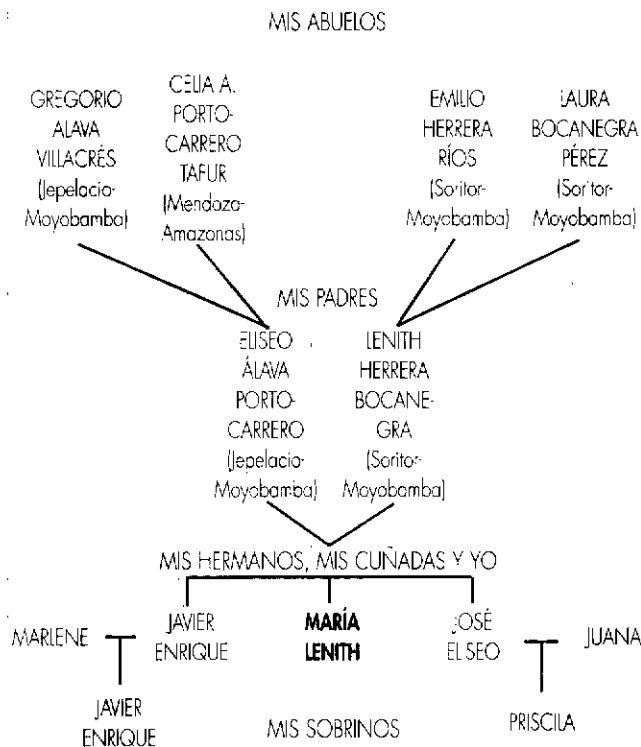 MIS ABUELOS
GREGORIO
ALAVA
VILLACRÉS
(Jepelacio-
Moyobamba)
CELIA A.
PORTO-
CARRERO
TAFUR
(Mendoza-
Amazonas)
EMILIO
HERRERA
RÍOS
(Soritor-
Moyobamba)
LAURA
BOCANEGRA
PÉREZ
(Soritor-
Moyobamba)
MIS PADRES
ELISEO
ÁLAVA
PORTO-
CARRERO
(Jepelacio-
Moyobamba)
LENITH
HERRERA
BOCANE-
GRA
(Soritor-
Moyobamba)
MIS HERMANOS, MIS CUÑADAS Y YO
MARLENE
JAVIER
ENRIQUE
MARÍA
LENITH
JOSÉ
ELISEO
JUANA
JAVIER
ENRIQUE
MIS SOBRINOS
PRISCILA